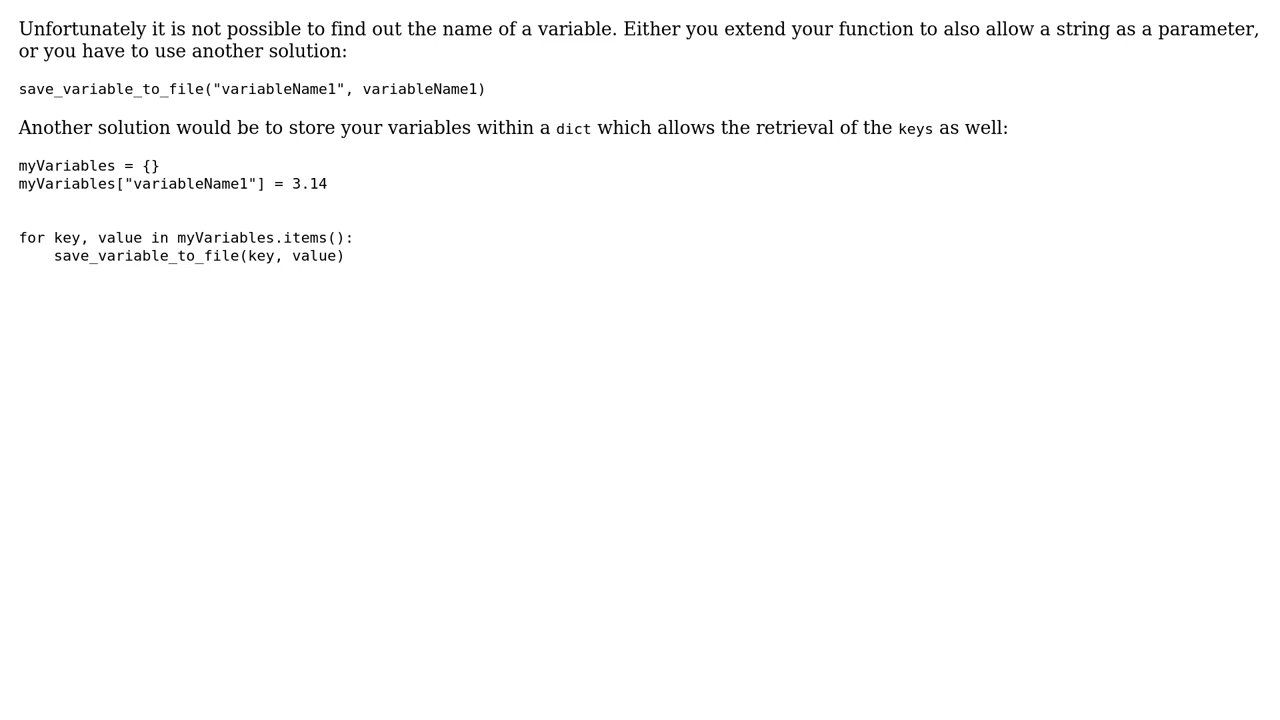 Unfortunately it is not possible to find out the name of a variable. Either you extend your function to also allow a string as a parameter,
or you have to use another solution:
save_variable_to_file("variableName1", variableName1)
Another solution would be to store your variables within a dict which allows the retrieval of the keys as well:
myVariables = {}
myVariables["variableName1"] = 3.14
for key, value in myVariables.items():
    save_variable_to_file(key, value)